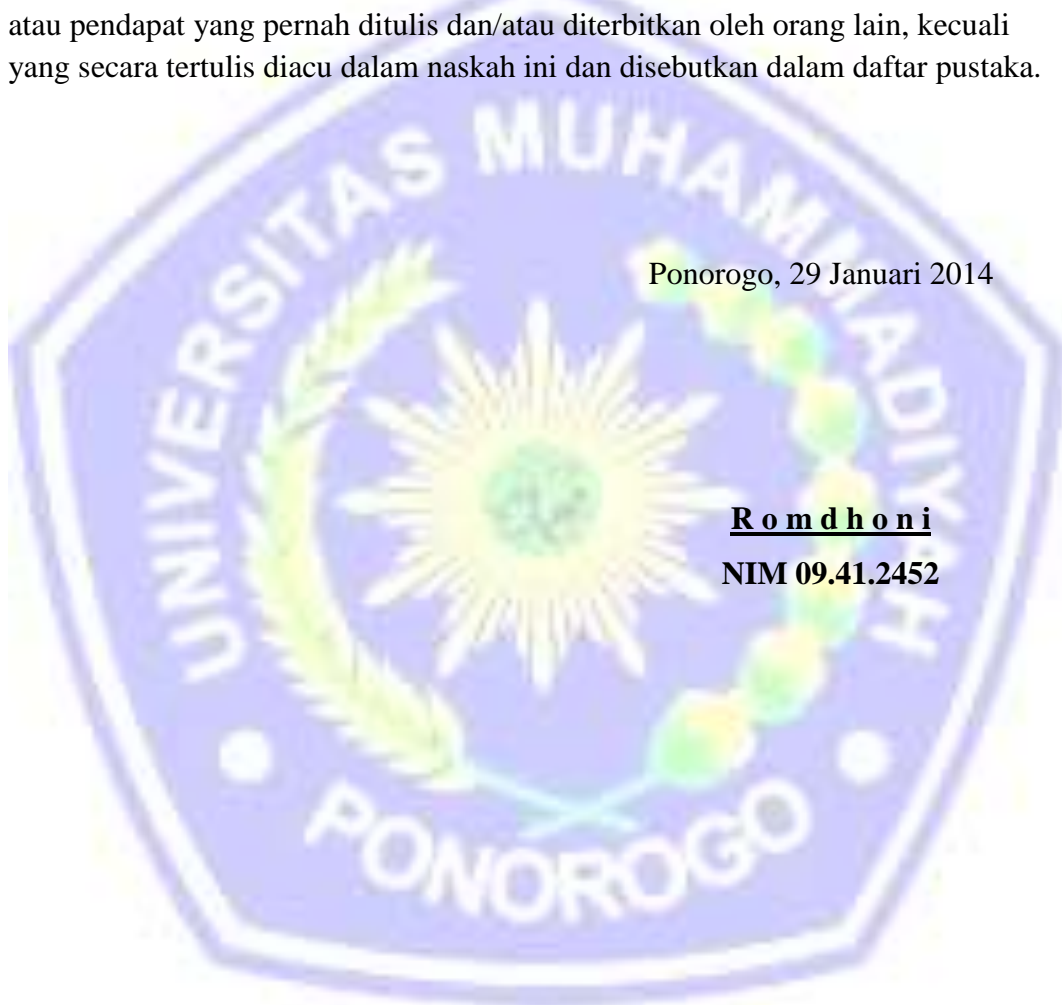 atau pendapat yang pernah ditulis dan/atau diterbitkan oleh orang lain, kecuali
yang secara tertulis diacu dalam naskah ini dan disebutkan dalam daftar pustaka.
UNIVERSITAS MUHAMMADIYAH
Ponorogo, 29 Januari 2014
R o m d h o n i
NIM 09.41.2452
PONOROGO